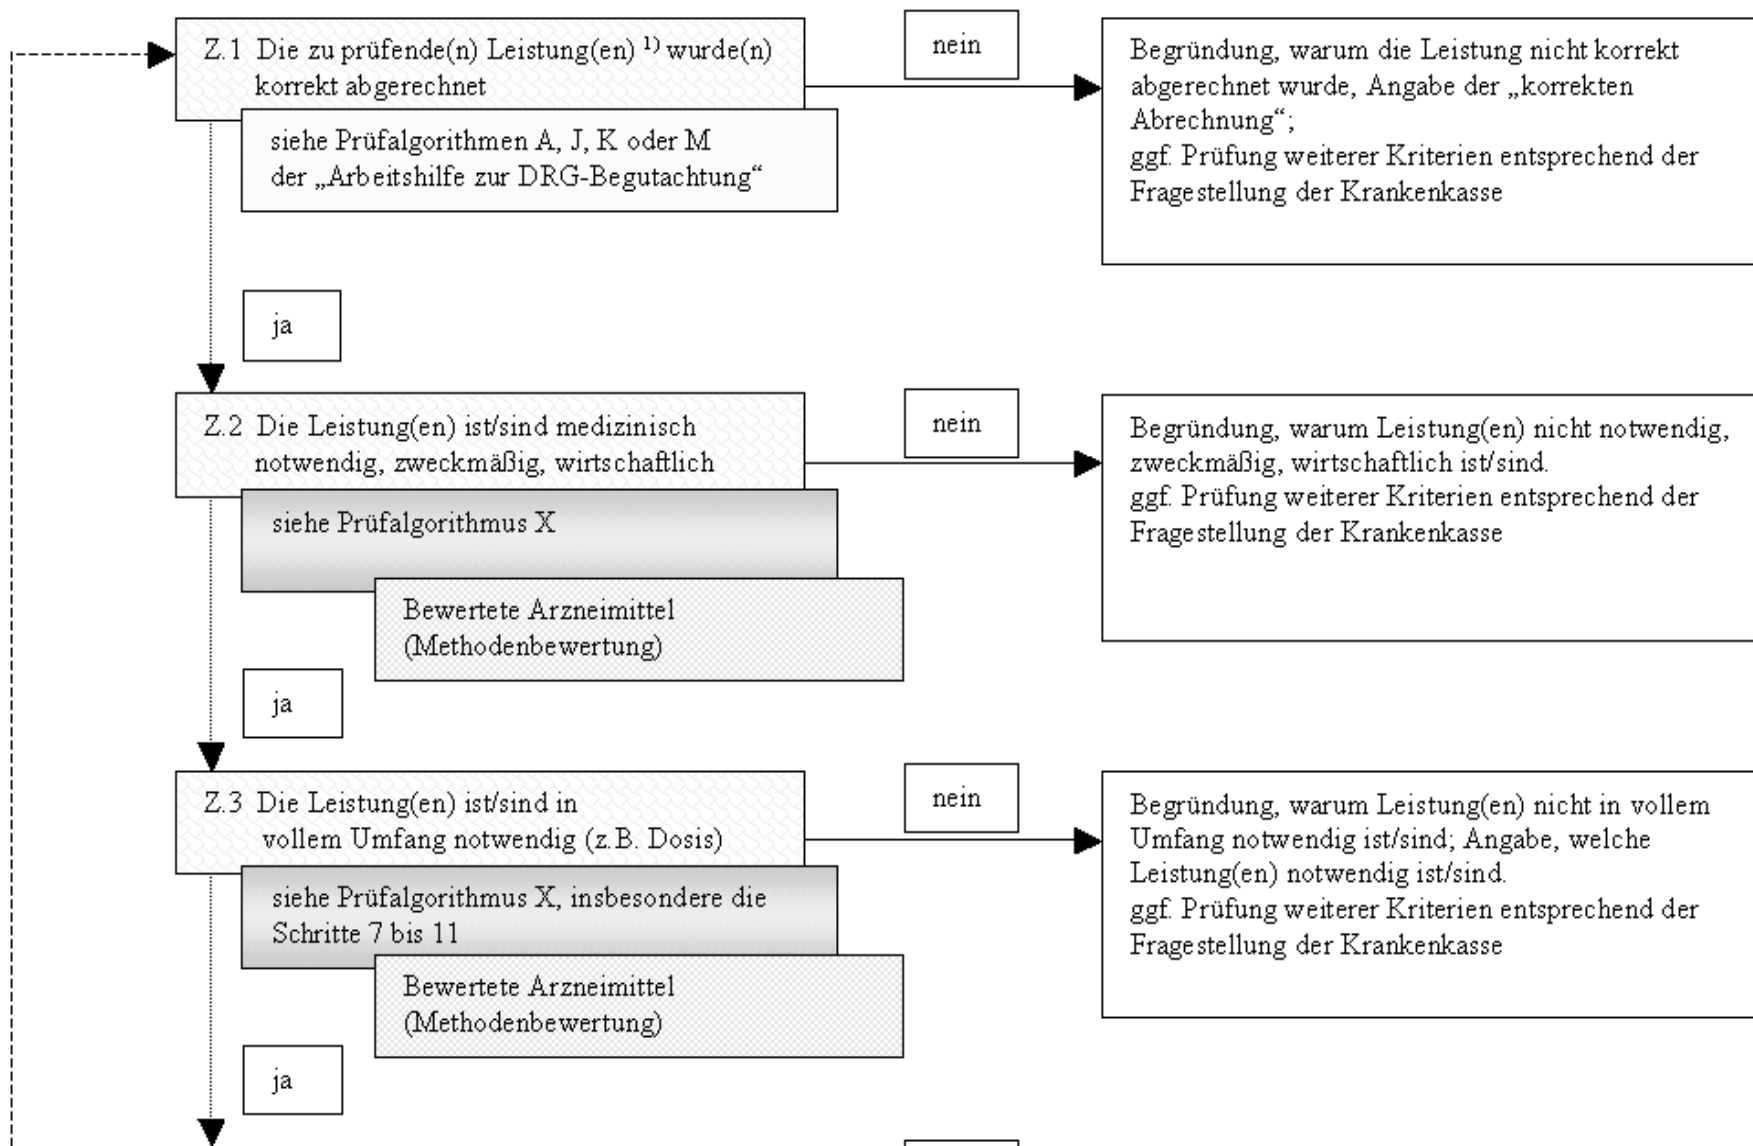 Z.1 Die zu prüfende(n) Leistung(en) 1) wurde(n)
korrekt abgerechnet
siehe Prüfalgorithmen A, J, K oder M
der „Arbeitshilfe zur DRG-Begutachtung“
nein
Begründung, warum die Leistung nicht korrekt
abgerechnet wurde, Angabe der „korrekten
Abrechnung“;
ggf. Prüfung weiterer Kriterien entsprechend der
Fragestellung der Krankenkasse
ja
Z.2 Die Leistung(en) ist/sind medizinisch
notwendig, zweckmäßig, wirtschaftlich
siehe Prüfalgorithmus X
Bewertete Arzneimittel
(Methodenbewertung)
nein
Begründung, warum Leistung(en) nicht notwendig,
zweckmäßig, wirtschaftlich ist/sind.
ggf. Prüfung weiterer Kriterien entsprechend der
Fragestellung der Krankenkasse
ja
Z.3 Die Leistung(en) ist/sind in
vollem Umfang notwendig (z.B. Dosis)
siehe Prüfalgorithmus X, insbesondere die
Schritte 7 bis 11
Bewertete Arzneimittel
(Methodenbewertung)
nein
Begründung, warum Leistung(en) nicht in vollem
Umfang notwendig ist/sind; Angabe, welche
Leistung(en) notwendig ist/sind.
ggf. Prüfung weiterer Kriterien entsprechend der
Fragestellung der Krankenkasse
ja